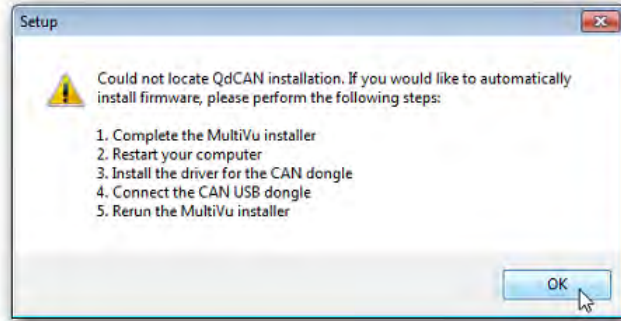 Setup
Could not locate QdCAN installation. If you would like to automatically
install firmware, please perform the following steps:
1. Complete the MultiVu installer
2. Restart your computer
3. Install the driver for the CAN dongle
4. Connect the CAN USB dongle
5. Rerun the MultiVu installer
OK